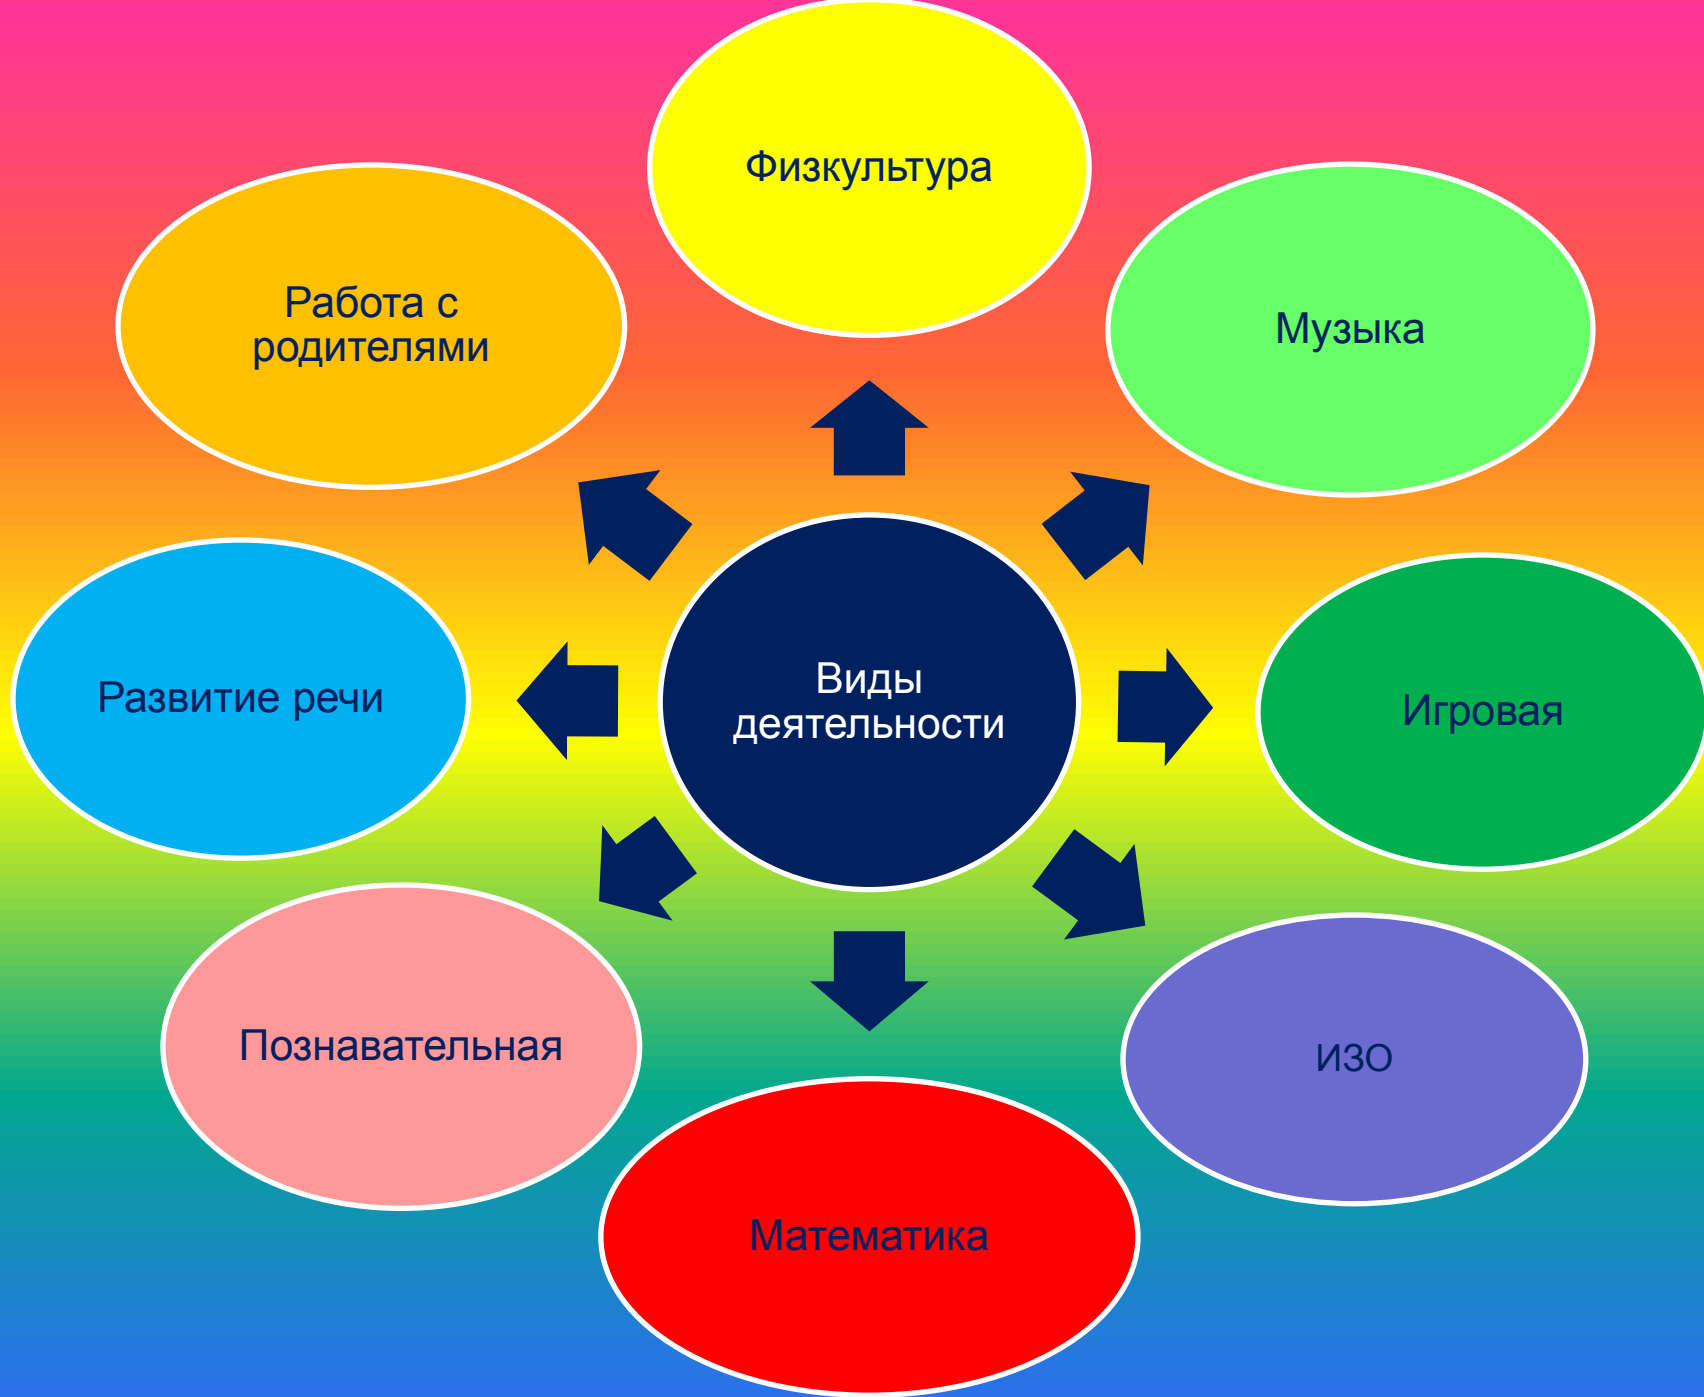 Физкультура
Работа с
родителями
Музыка
Развитие речи
Виды
деятельности
Игровая
Познавательная
ИЗО
Математика